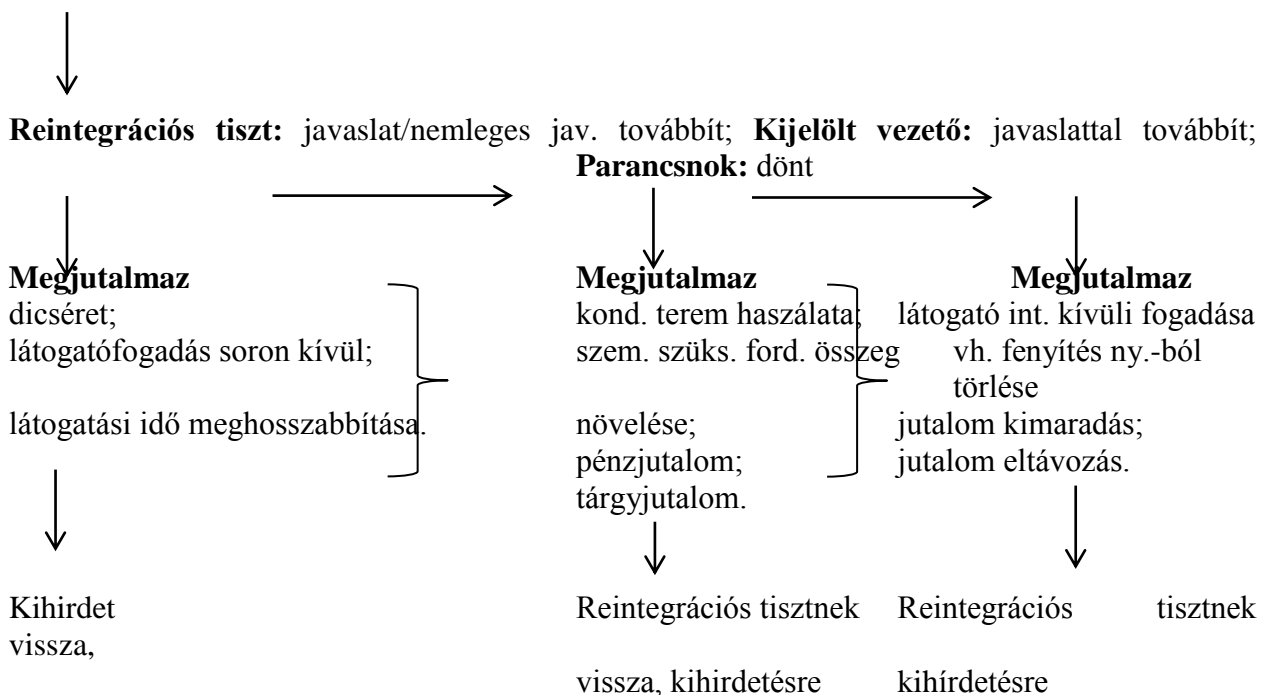 Reintegrációs tiszt: javaslat/nemleges jav. továbbít; Kijelölt vezető: javaslattal továbbít;
Parancsnok: dönt
Megjutalmaz
dicséret;
látogatófogadás soron kívül;
látogatási idő meghosszabbítása.
Kihirdet
vissza,
Megjutalmaz
kond. terem haszálata;
szem. szüks. ford. összeg
növelése;
pénzjutalom;
tárgyjutalom.
Reintegrációs tisztnek
vissza, kihirdetésre
Megjutalmaz
látogató int. kívüli fogadása
vh. fenyítés ny.-ból
törlése
jutalom kimaradás;
jutalom eltávozás.
Reintegrációs tisztnek
kihírdetésre